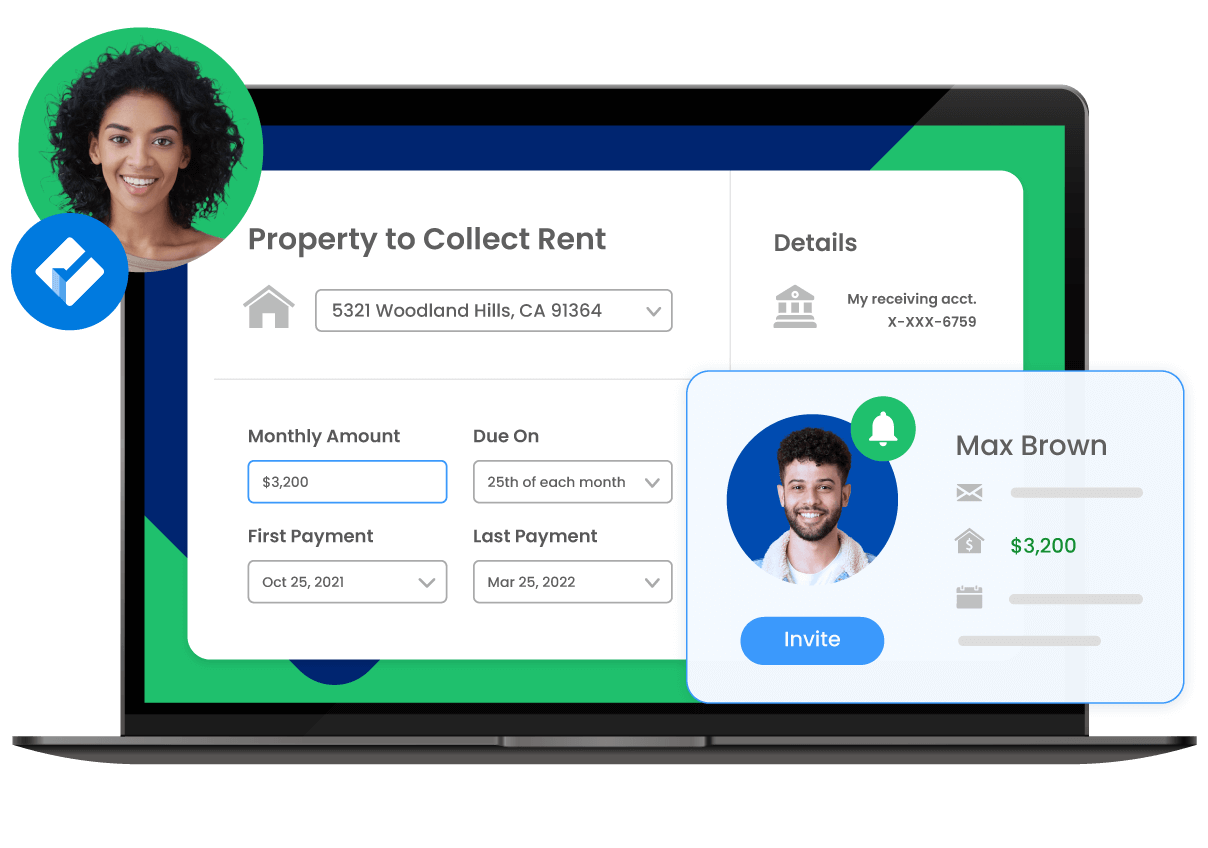 Property to Collect Rent
5321 Woodland Hills, CA 91364
Details
My receiving acct.
X-XXX-6759
Monthly Amount
Due On
$3,200
25th of each month
First Payment
Last Payment
Oct 25, 2021
Mar 25, 2022
Max Brown
$3,200
Invite